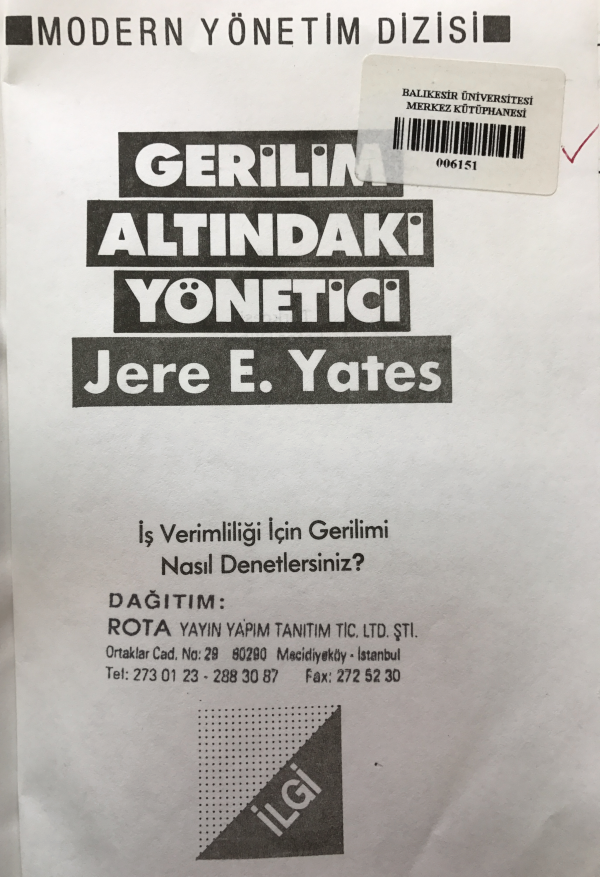 MODERN YÖNETİM DİZİSİ
BALIKESİR ÜNİVERSİTESİ
MERKEZ KÜTÜPHANESİ
006151
GERİLİM
ALTINDAKİ
YÖNETİCİ
Jere E. Yates
İş Verimliliği İçin Gerilimi
Nasıl Denetlersiniz?
DAĞITIM:
ROTA YAYIN YAPIM TANITIM TİC. LTD. ŞTİ.
Ortaklar Cad. No: 29 80290 Mecidiyeköy - İstanbul
Tel: 273 01 23 - 288 30 87 Fax: 272 52 30
İLGİ